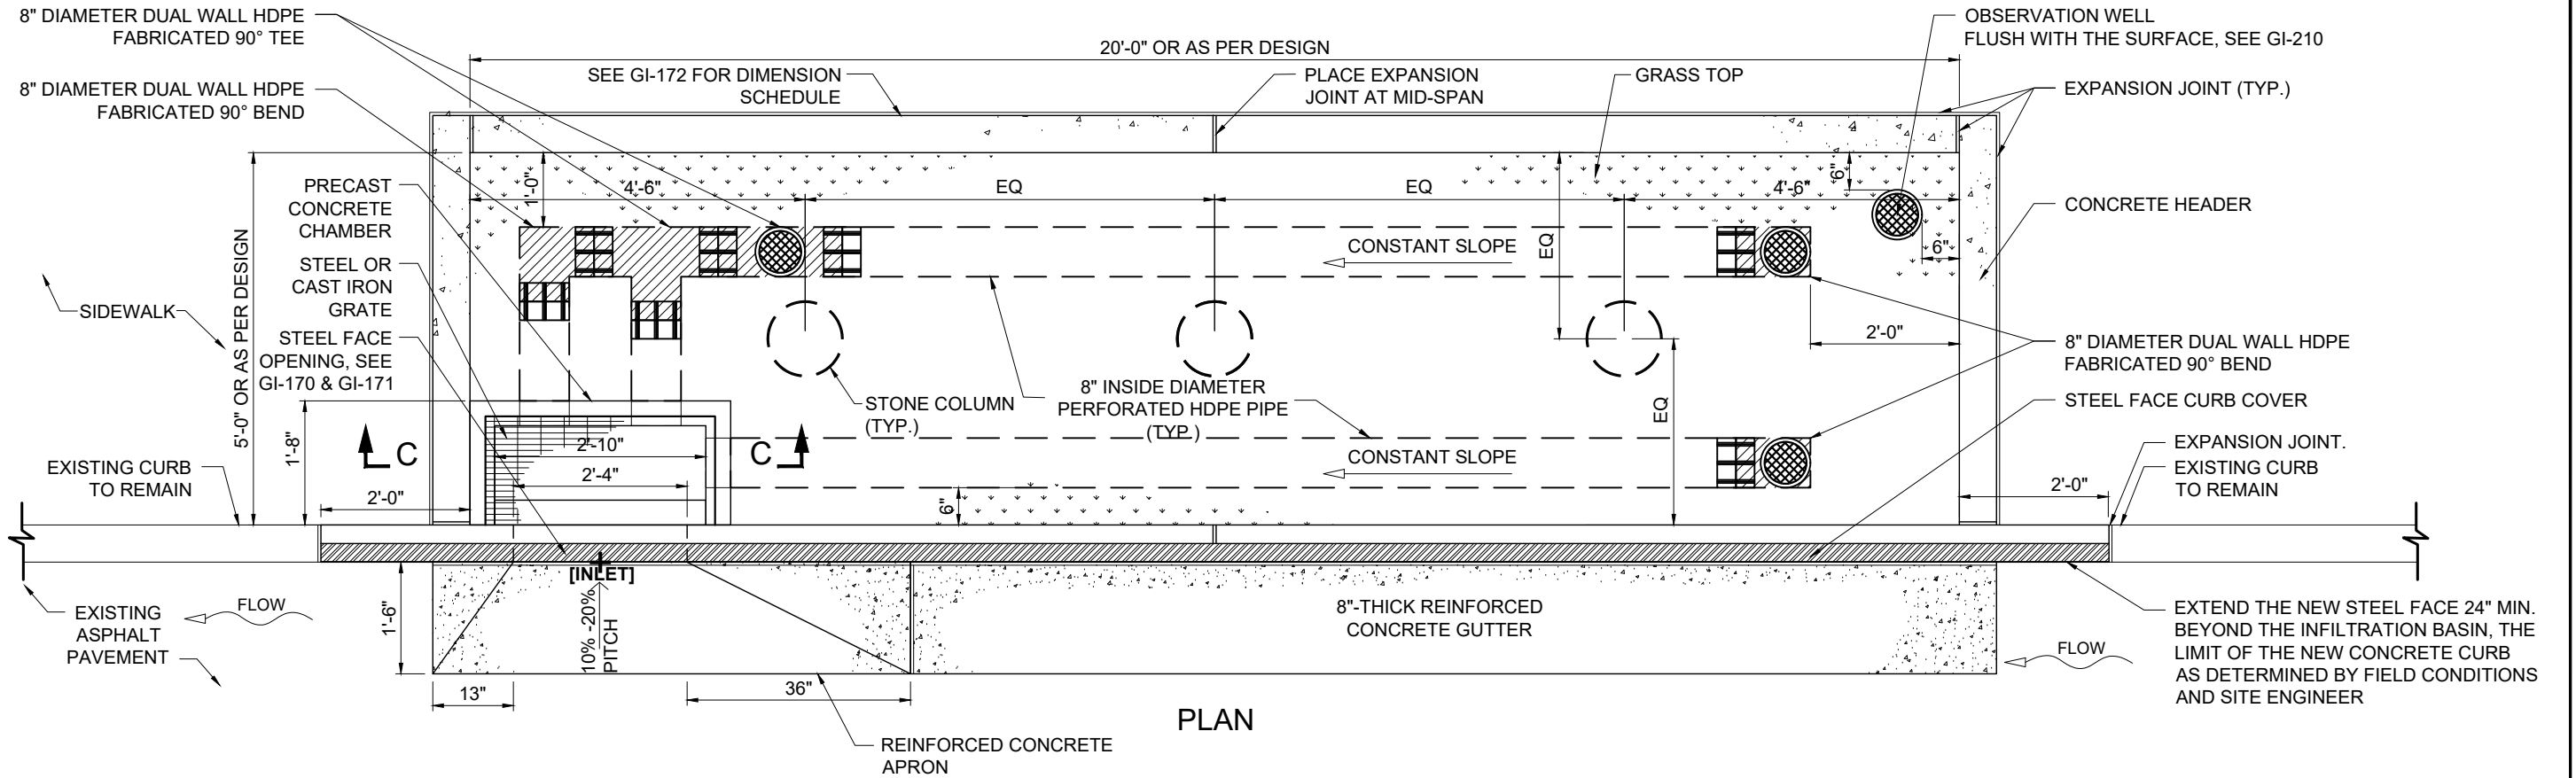 8" DIAMETER DUAL WALL HDPE
FABRICATED 90° TEE
8" DIAMETER DUAL WALL HDPE
FABRICATED 90° BEND
SEE GI-172 FOR DIMENSION
SCHEDULE
20'-0" OR AS PER DESIGN
PLACE EXPANSION
JOINT AT MID-SPAN
GRASS TOP
OBSERVATION WELL
FLUSH WITH THE SURFACE, SEE GI-210
EXPANSION JOINT (TYP.)
CONCRETE HEADER
PRECAST
CONCRETE
CHAMBER
STEEL OR
CAST IRON
GRATE
STEEL FACE
OPENING, SEE
GI-170 & GI-171
SIDEWALK
5'-0" OR AS PER DESIGN
1'-0"
4'-6"
EQ
EQ
4'-6"
6"
6"
EQ
EQ
CONSTANT SLOPE
2'-0"
8" DIAMETER DUAL WALL HDPE
FABRICATED 90° BEND
STEEL FACE CURB COVER
EXPANSION JOINT.
EXISTING CURB
TO REMAIN
STONE COLUMN
(TYP.)
8" INSIDE DIAMETER
PERFORATED HDPE PIPE
(TYP.)
CONSTANT SLOPE
1'-8"
C
C
2'-10"
2'-4"
6"
EXISTING CURB
TO REMAIN
2'-0"
2'-0"
[INLET]
10% -20%
PITCH
1'-6"
13"
36"
FLOW
EXISTING
ASPHALT
PAVEMENT
8"-THICK REINFORCED
CONCRETE GUTTER
FLOW
EXTEND THE NEW STEEL FACE 24" MIN.
BEYOND THE INFILTRATION BASIN, THE
LIMIT OF THE NEW CONCRETE CURB
AS DETERMINED BY FIELD CONDITIONS
AND SITE ENGINEER
REINFORCED CONCRETE
APRON
PLAN